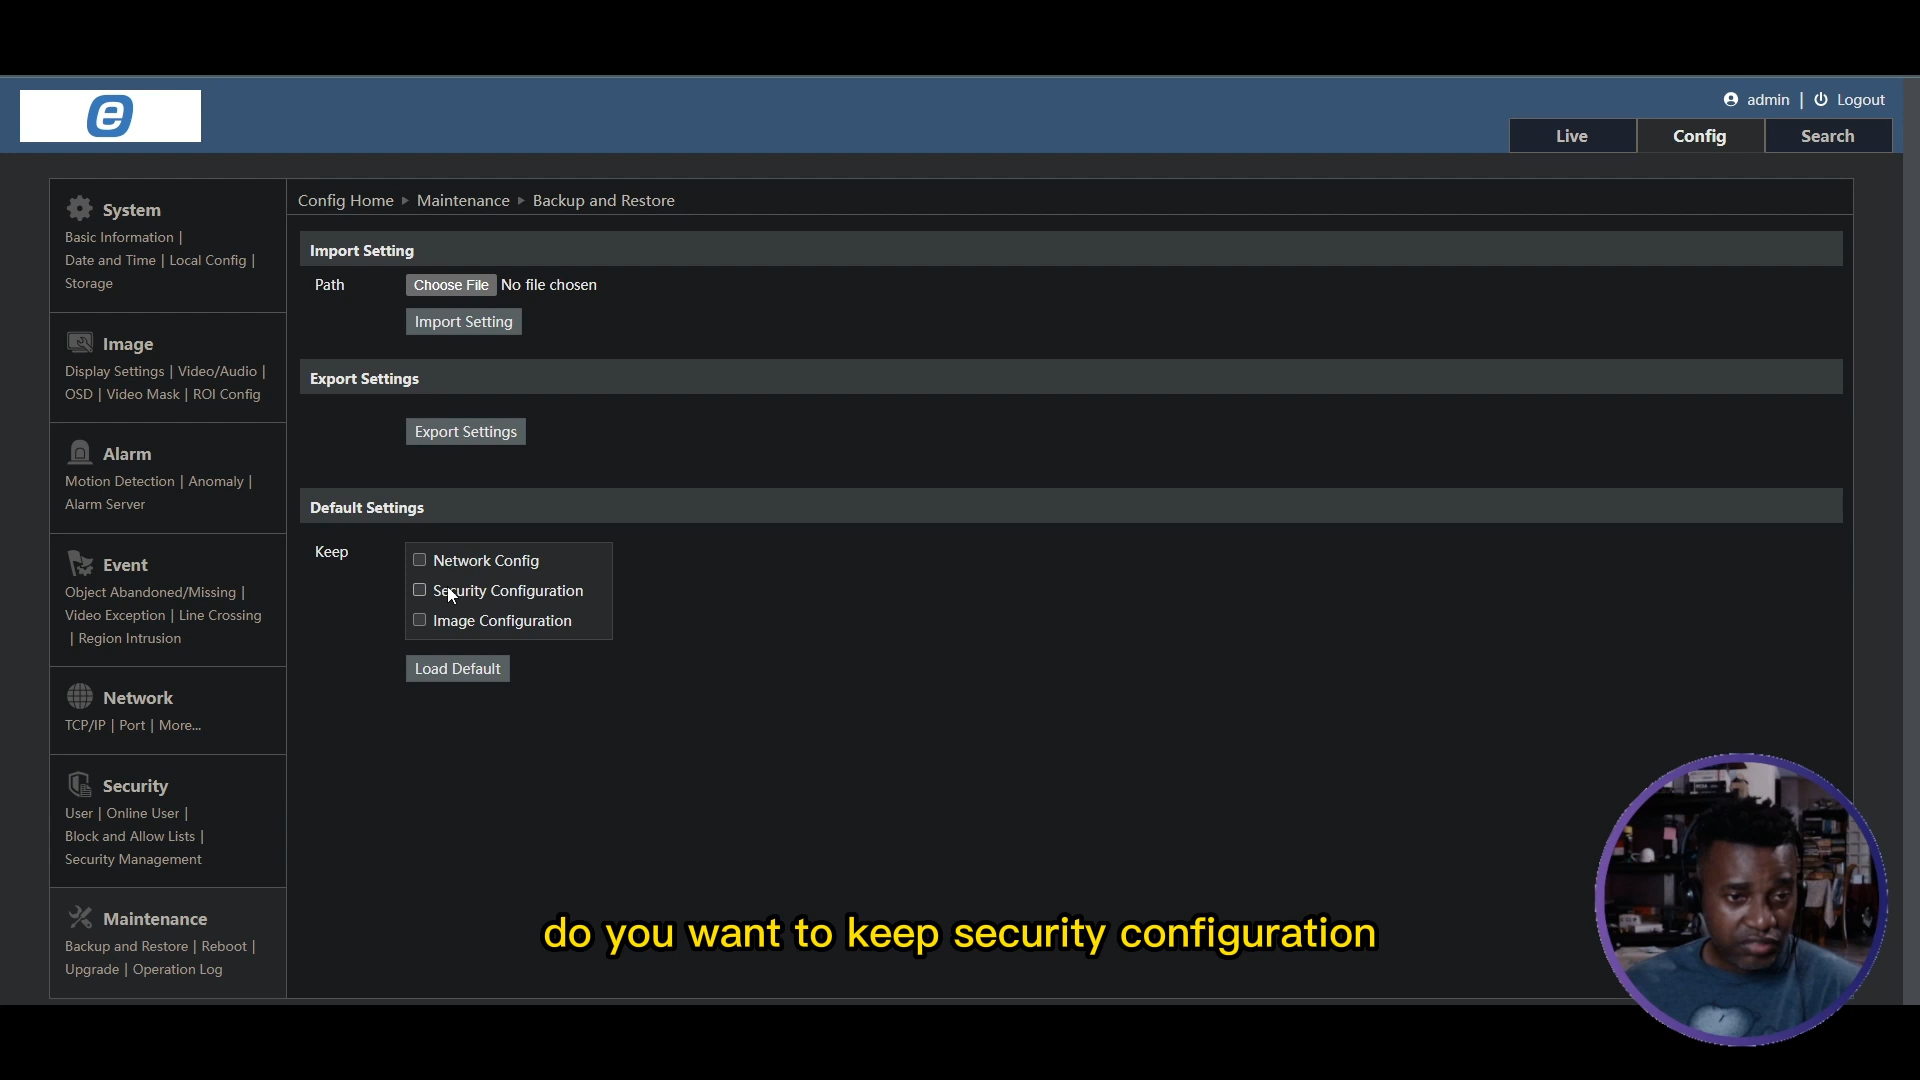 e
admin | Logout
Live Config Search
System
Basic Information |
Date and Time | Local Config |
Storage
Image
Display Settings | Video/Audio |
OSD | Video Mask | ROI Config
Alarm
Motion Detection | Anomaly |
Alarm Server
Event
Object Abandoned/Missing |
Video Exception | Line Crossing
| Region Intrusion
Network
TCP/IP | Port | More...
Security
User | Online User |
Block and Allow Lists |
Security Management
Maintenance
Backup and Restore | Reboot |
Upgrade | Operation Log
Config Home ▸ Maintenance ▸ Backup and Restore
Import Setting
Path Choose File No file chosen
Import Setting
Export Settings
Export Settings
Default Settings
Keep
Network Config
Security Configuration
Image Configuration
Load Default
do you want to keep security configuration